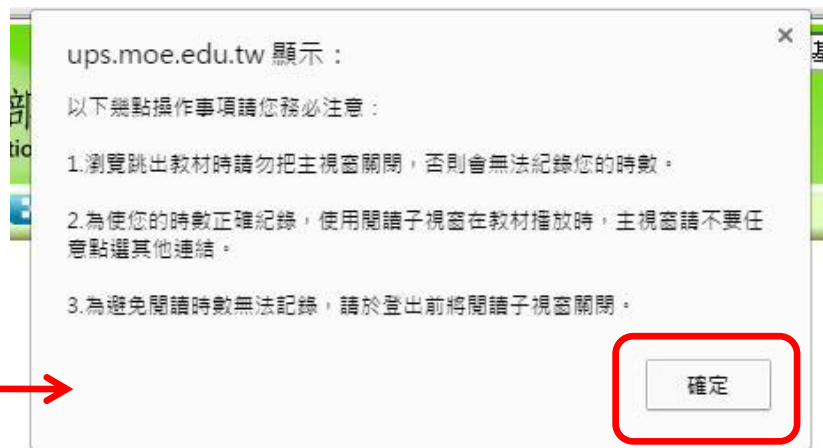 ups.moe.edu.tw 顯示：
以下幾點操作事項請您務必注意：
1.瀏覽跳出教材時請勿把主視窗關閉，否則會無法紀錄您的時數。
2.為使您的時數正確紀錄，使用閱讀子視窗在教材播放時，主視窗請不要任
意點選其他連結。
3.為避免閱讀時數無法記錄，請於登出前將閱讀子視窗關閉。
確定
部
tio
基